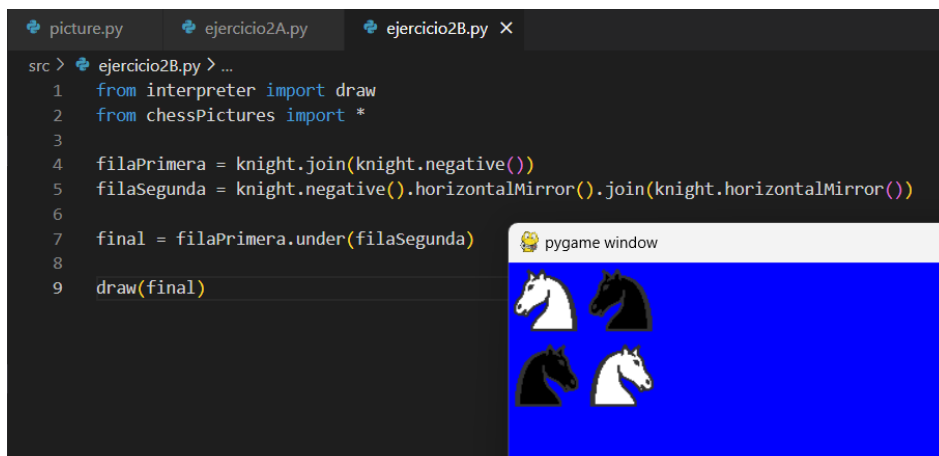 picture.py ejercicio2A.py ejercicio2B.py
src > ejercicio2B.py > ...
1 from interpreter import draw
2 from chessPictures import *
3
4 filaPrimera = knight.join(knight.negative())
5 filaSegunda = knight.negative().horizontalMirror().join(knight.horizontalMirror())
6
7 final = filaPrimera.under(filaSegunda)
8
9 draw(final)
pygame window